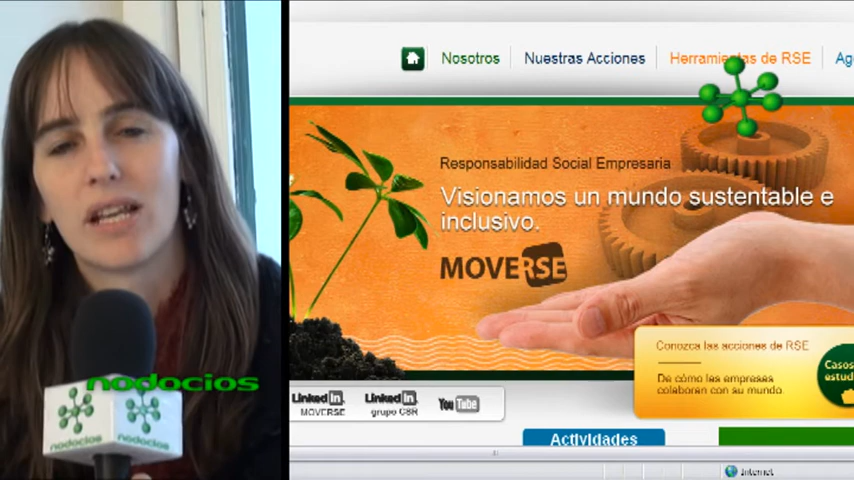 Nosotros
Nuestras Acciones
Herramientas de RSE
Responsabilidad Social Empresaria
Visionamos un mundo sustentable e
inclusivo.
MOVERSE
Conozca las acciones de RSE
De cómo las empresas
colaboran con su mundo.
Casos
nodocios
nodocios
nodocios
LinkedIn
MOVERSE
LinkedIn
grupo CSR
YouTube
Actividades
Internet